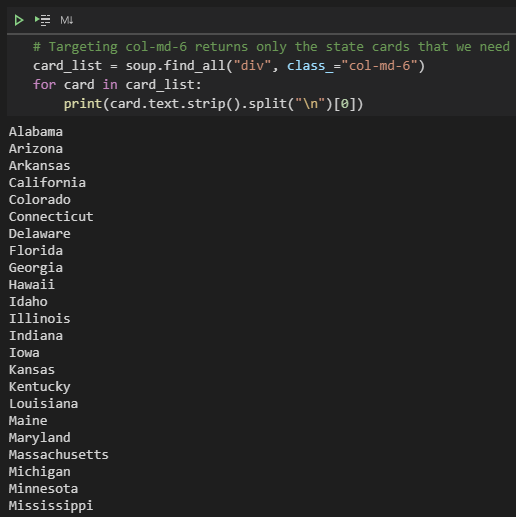 M↓
# Targeting col-md-6 returns only the state cards that we need
card_list = soup.find_all("div", class_="col-md-6")
for card in card_list:
    print(card.text.strip().split("\n")[0])
Alabama
Arizona
Arkansas
California
Colorado
Connecticut
Delaware
Florida
Georgia
Hawaii
Idaho
Illinois
Indiana
Iowa
Kansas
Kentucky
Louisiana
Maine
Maryland
Massachusetts
Michigan
Minnesota
Mississippi